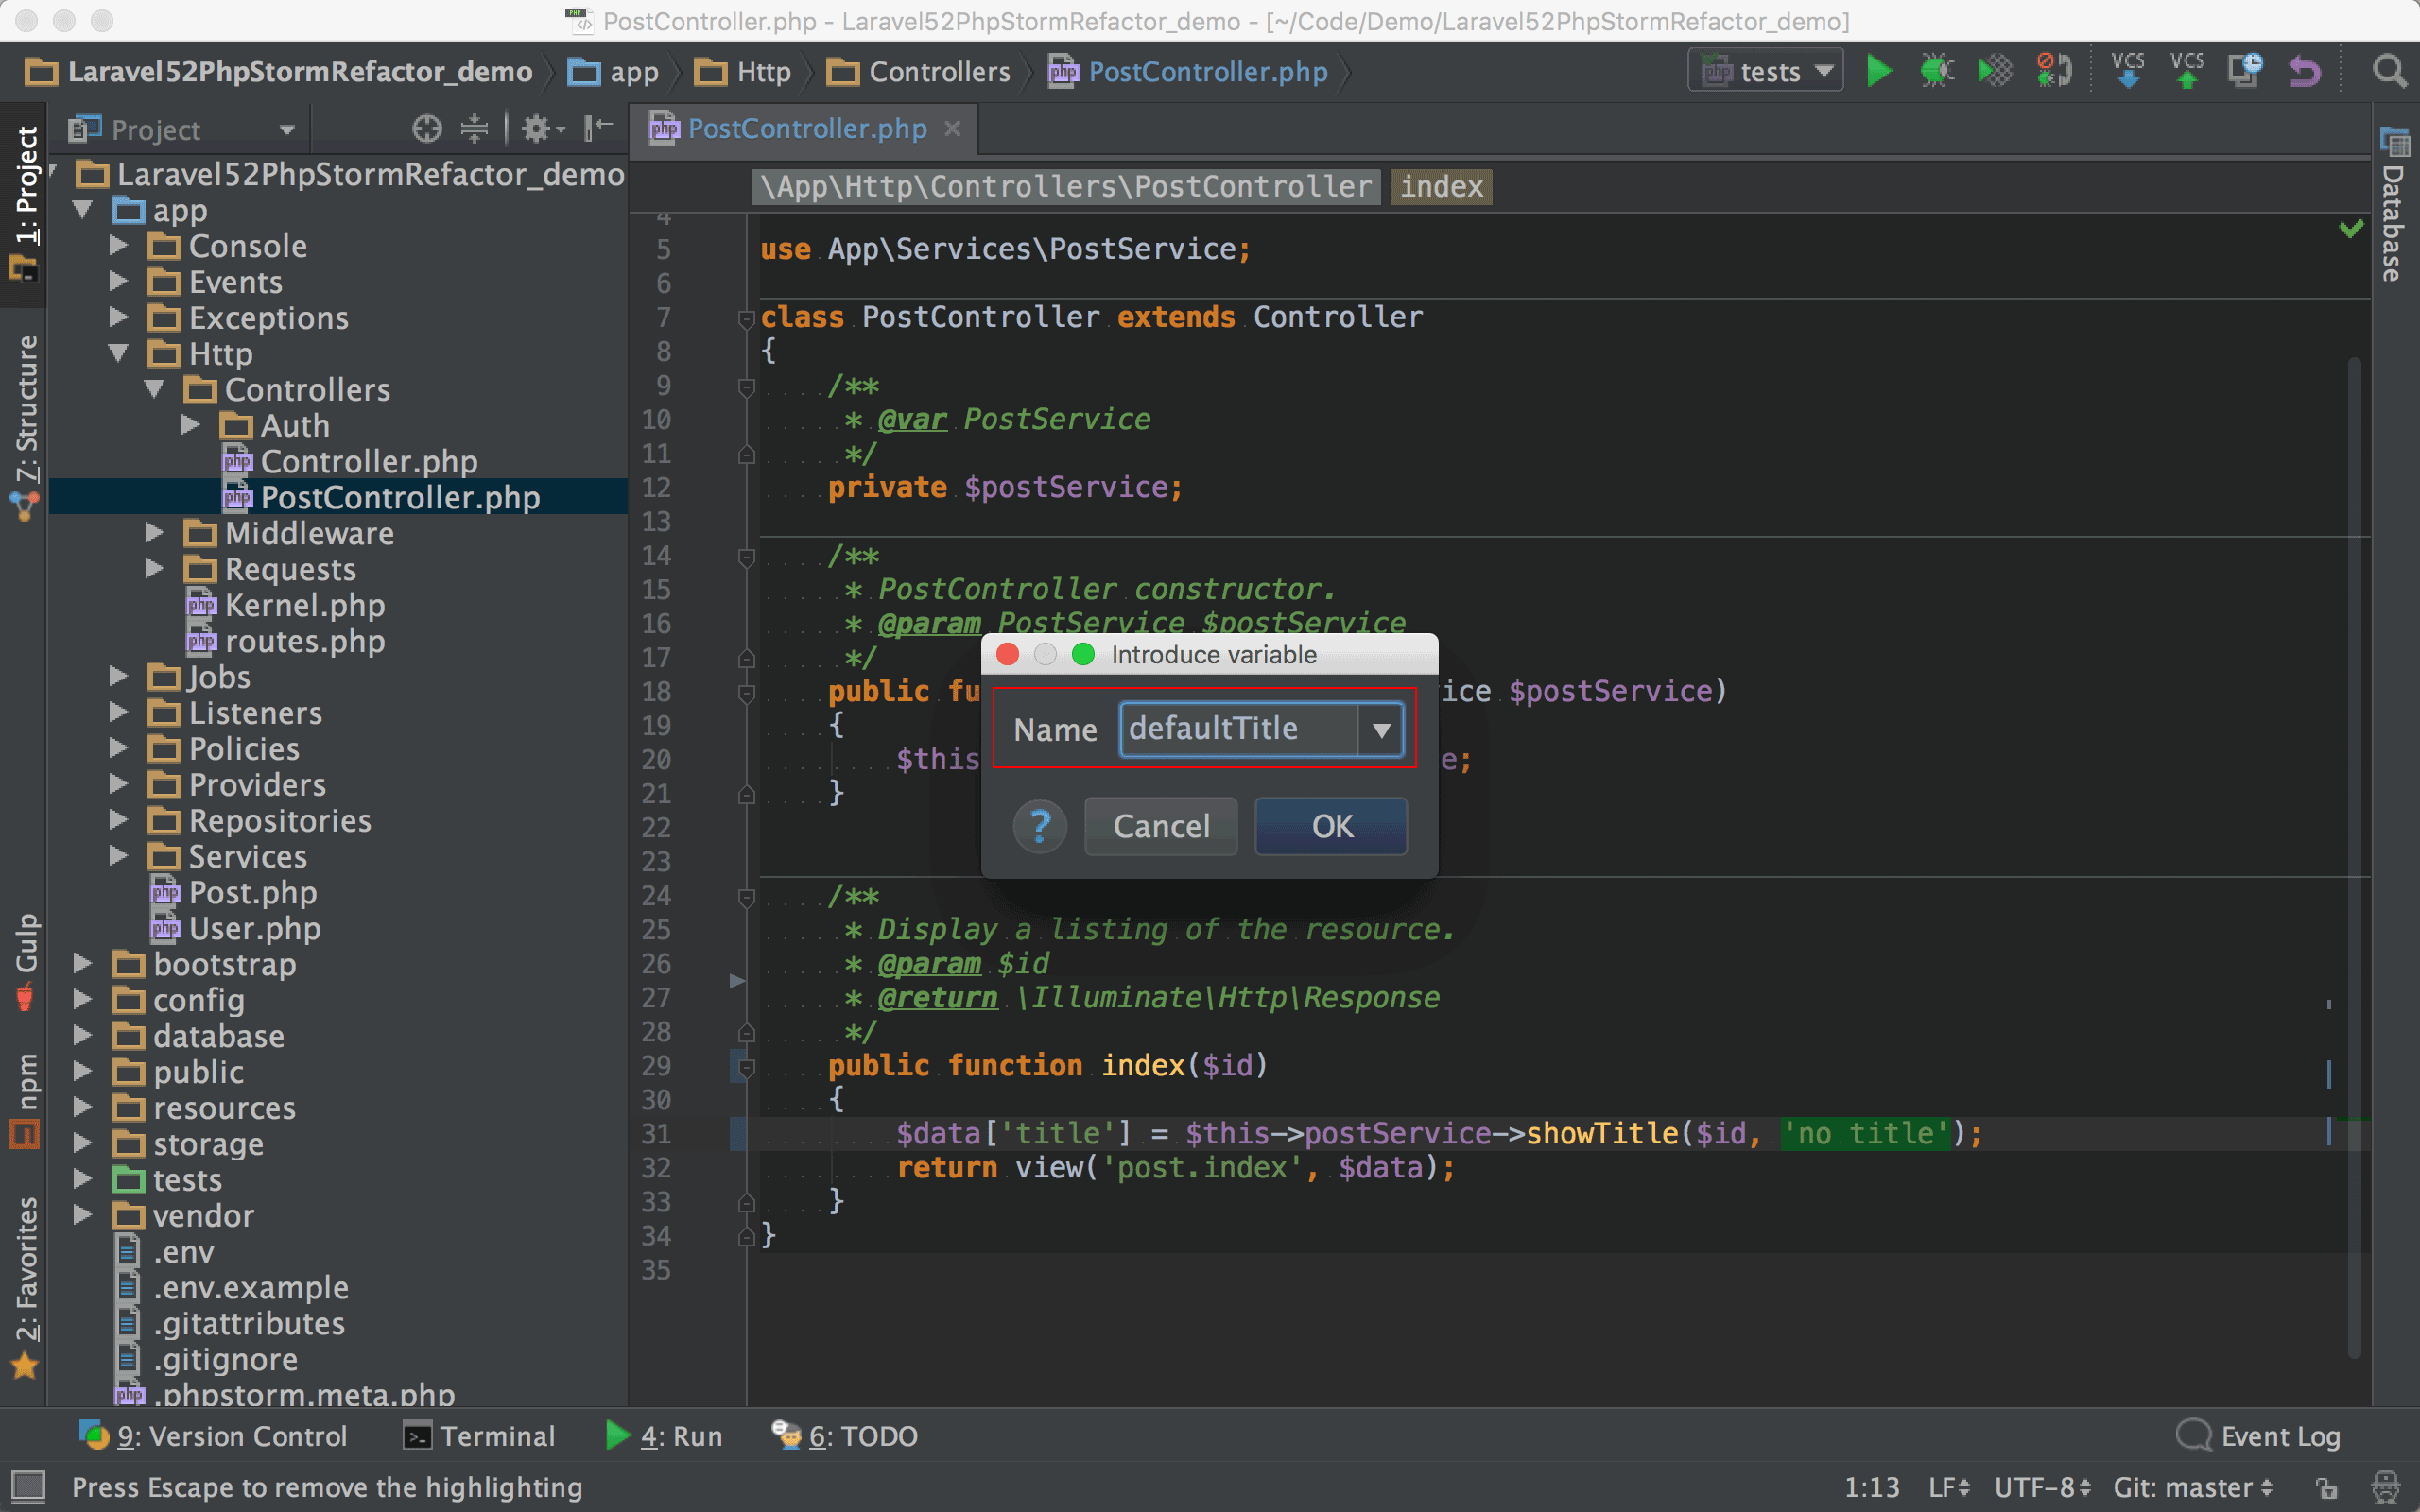 PostController.php - Laravel52PhpStormRefactor_demo - [~/Code/Demo/Laravel52PhpStormRefactor_demo]
Laravel52PhpStormRefactor_demo app Http Controllers PostController.php tests VCS VCS
Project
PostController.php
1: Project
7: Structure
Gulp
npm
2: Favorites
Database
Laravel52PhpStormRefactor_demo
app
Console
Events
Exceptions
Http
Controllers
Auth
Controller.php
PostController.php
Middleware
Requests
Kernel.php
routes.php
Jobs
Listeners
Policies
Providers
Repositories
Services
Post.php
User.php
bootstrap
config
database
public
resources
storage
tests
vendor
.env
.env.example
.gitattributes
.gitignore
.phpstorm.meta.php
\App\Http\Controllers\PostController index
4
5 use App\Services\PostService;
6
7 class PostController extends Controller
8 {
9 /**
10 * @var PostService
11 */
12 private $postService;
13
14 /**
15 * PostController constructor.
16 * @param PostService $postService
17 */
18 public fu ice $postService)
19 {
20 $this e;
21 }
22
23
24 /**
25 * Display a listing of the resource.
26 * @param $id
27 * @return \Illuminate\Http\Response
28 */
29 public function index($id)
30 {
31 $data['title'] = $this->postService->showTitle($id, 'no title');
32 return view('post.index', $data);
33 }
34 }
35
Introduce variable
Name defaultTitle
? Cancel OK
9: Version Control Terminal 4: Run 6: TODO Event Log
Press Escape to remove the highlighting 1:13 LF UTF-8 Git: master